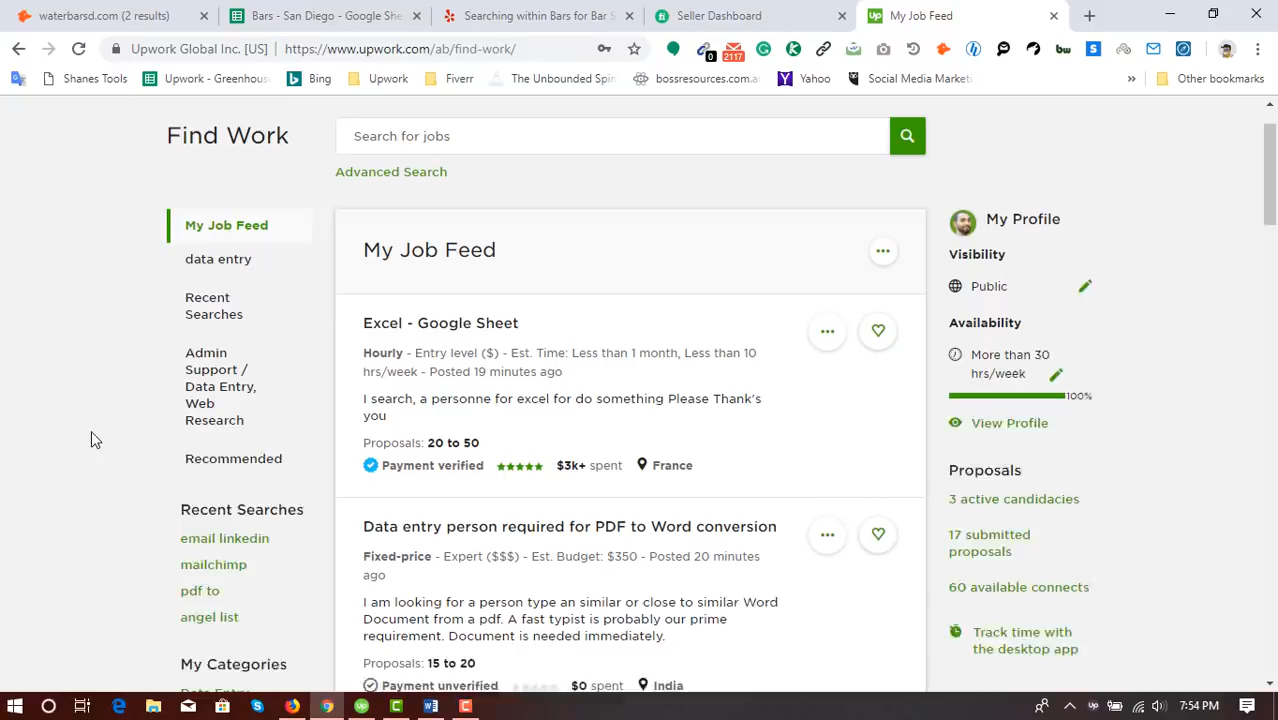 waterbarsd.com (2 results)
Bars - San Diego - Google She
Searching within Bars for Bar S
Seller Dashboard
My Job Feed
Upwork Global Inc. [US] | https://www.upwork.com/ab/find-work/
0
2117
bw
S
Shanes Tools
Upwork - Greenhouse
Bing
Upwork
Fiverr
The Unbounded Spir
bossresources.com.a
Yahoo
Social Media Market
»
Other bookmarks
Find Work
Search for jobs
Advanced Search
My Job Feed
data entry
Recent
Searches
Admin
Support /
Data Entry,
Web
Research
Recommended
Recent Searches
email linkedin
mailchimp
pdf to
angel list
My Categories
My Job Feed
Excel - Google Sheet
Hourly - Entry level ($) - Est. Time: Less than 1 month, Less than 10
hrs/week - Posted 19 minutes ago
I search, a personne for excel for do something Please Thank's
you
Proposals: 20 to 50
Payment verified $3k+ spent France
Data entry person required for PDF to Word conversion
Fixed-price - Expert ($$$) - Est. Budget: $350 - Posted 20 minutes
ago
I am looking for a person type an similar or close to similar Word
Document from a pdf. A fast typist is probably our prime
requirement. Document is needed immediately.
Proposals: 15 to 20
Payment unverified $0 spent India
My Profile
Visibility
Public
Availability
More than 30
hrs/week
100%
View Profile
Proposals
3 active candidacies
17 submitted
proposals
60 available connects
Track time with
the desktop app
7:54 PM